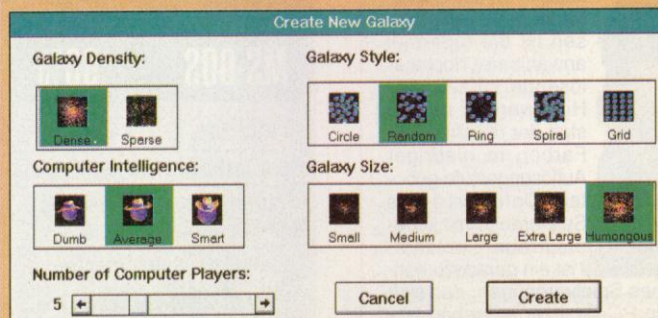 Create New Galaxy
Galaxy Density:
Dense Sparse
Galaxy Style:
Circle Random Ring Spiral Grid
Computer Intelligence:
Dumb Average Smart
Galaxy Size:
Small Medium Large Extra Large Humongous
Number of Computer Players:
5
Cancel Create